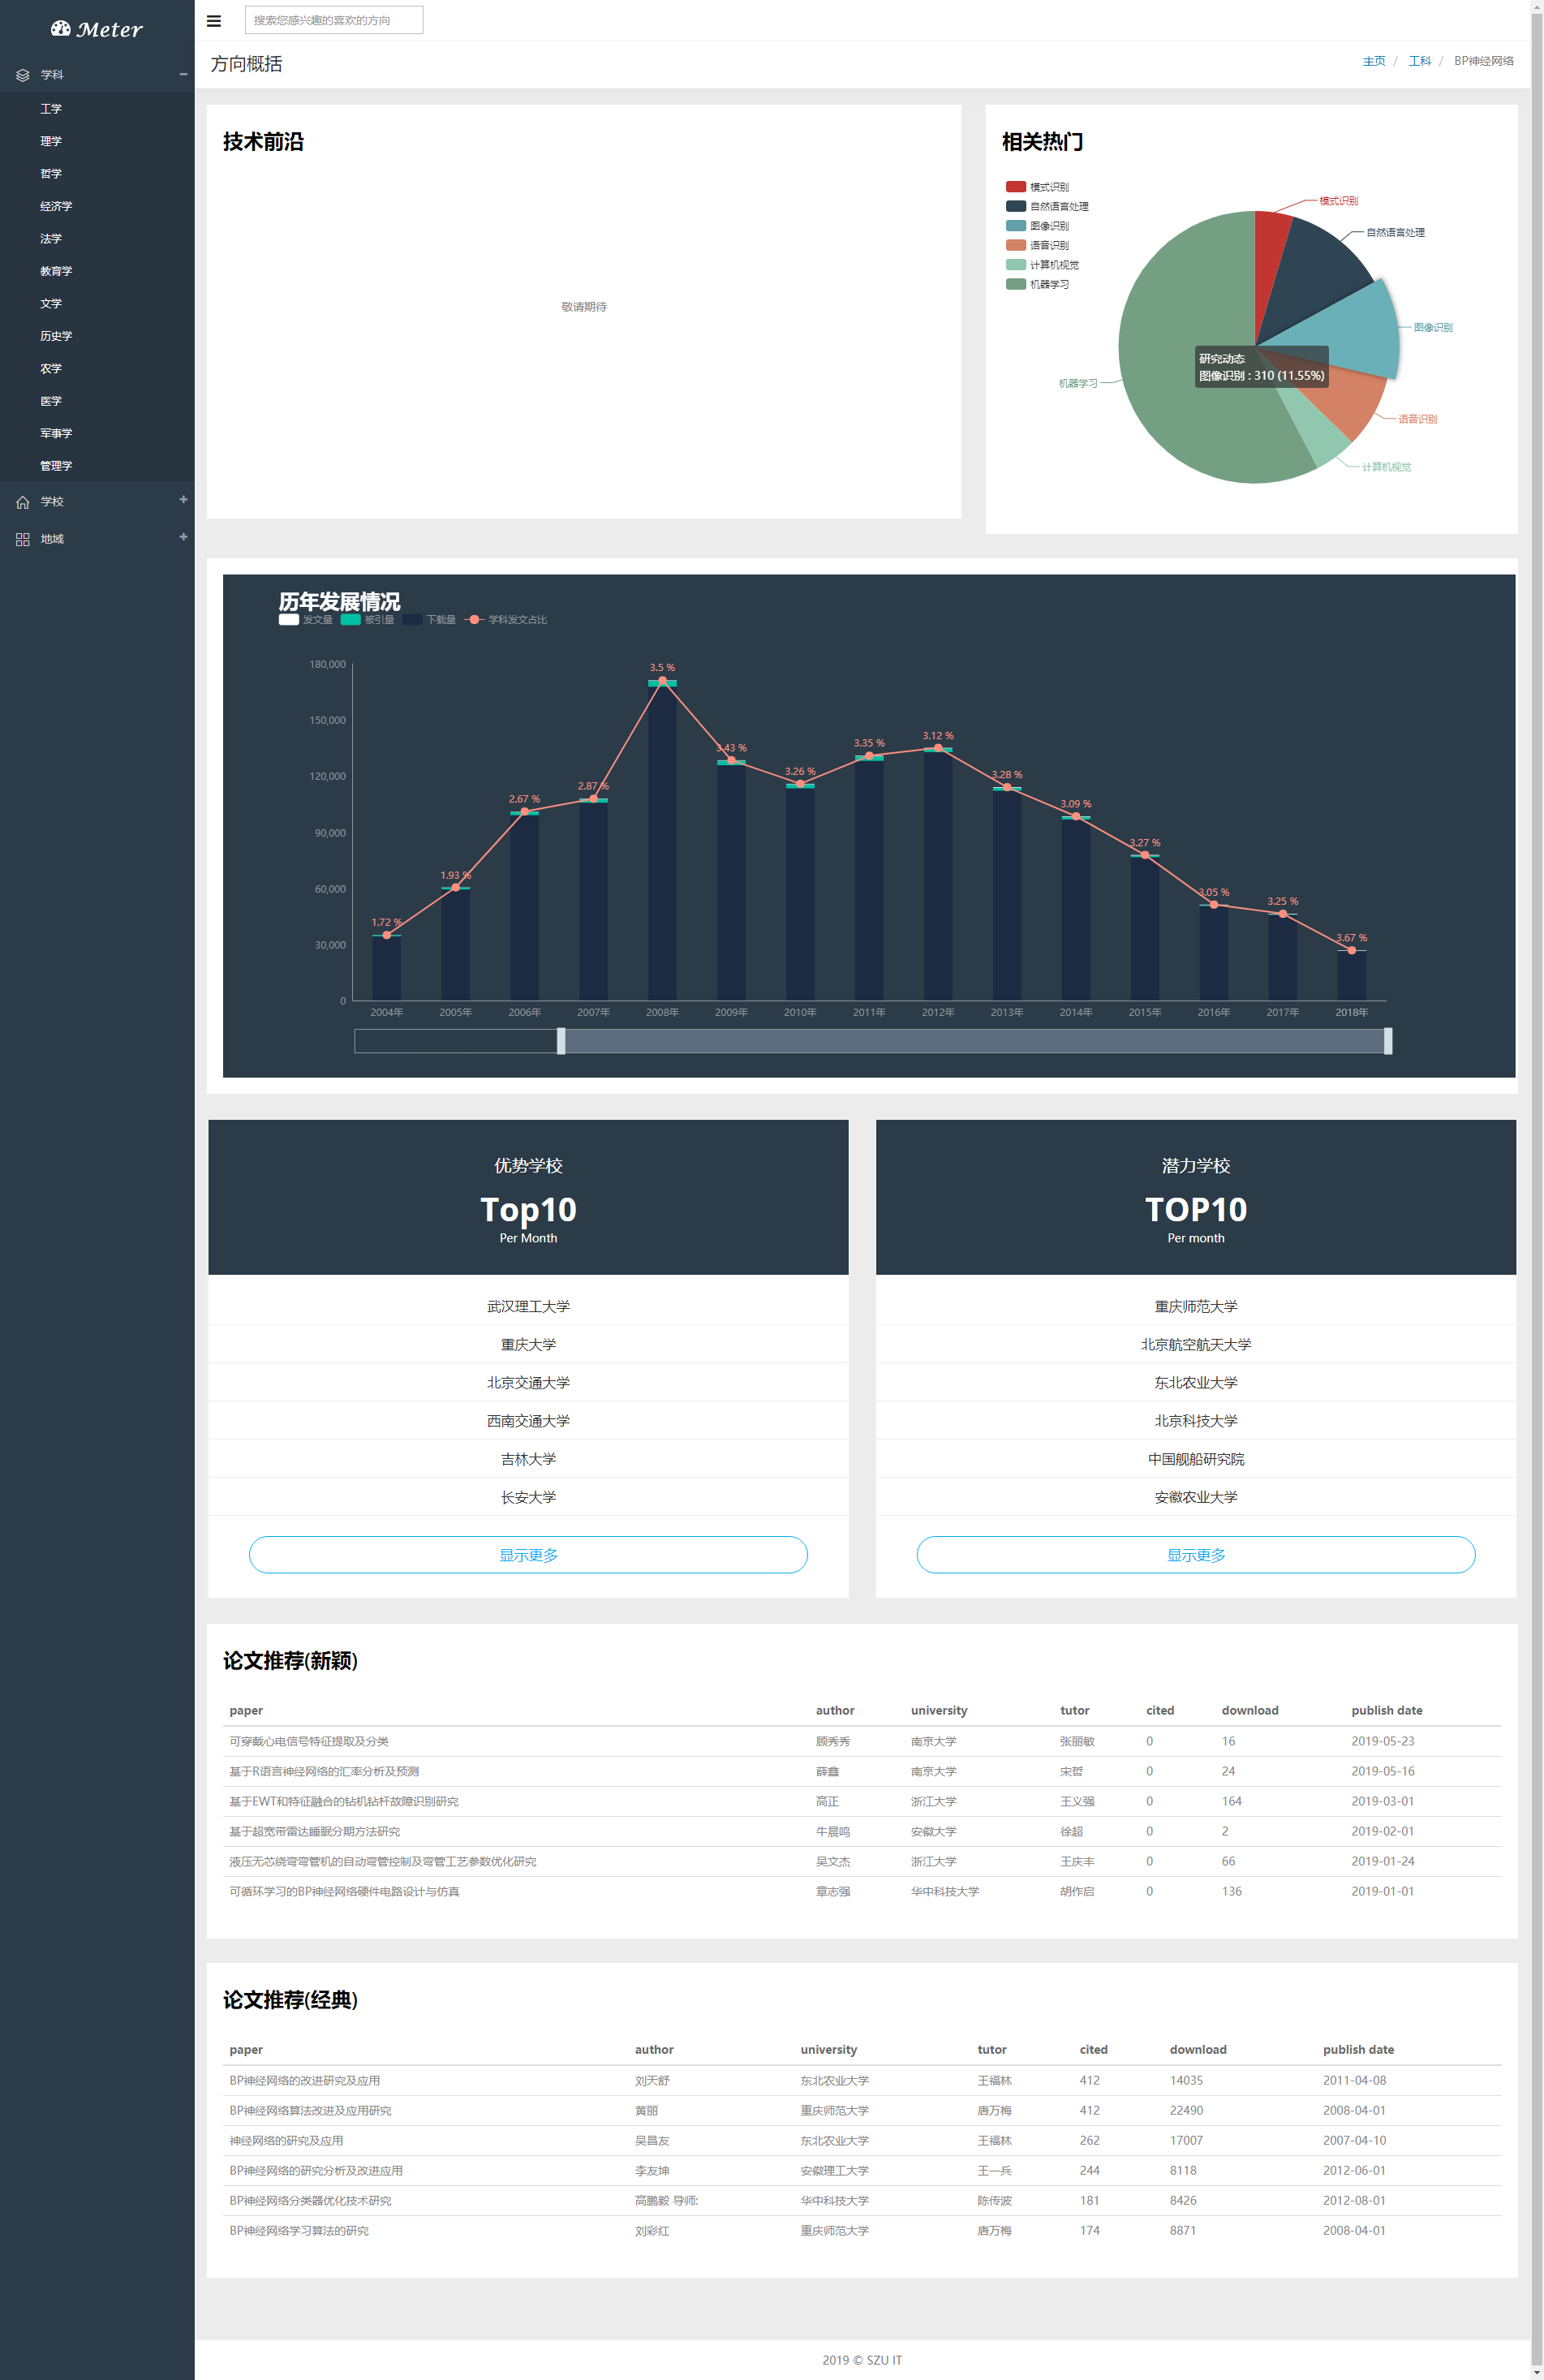 Meter
搜索您感兴趣的喜欢的方向
方向概括
主页 / 工科 / BP神经网络
学科
工学
理学
哲学
经济学
法学
教育学
文学
历史学
农学
医学
军事学
管理学
学校
地域
技术前沿
敬请期待
相关热门
模式识别
自然语言处理
图像识别
语音识别
计算机视觉
机器学习
模式识别
自然语言处理
图像识别
语音识别
计算机视觉
机器学习
研究动态
图像识别 : 310 (11.55%)
历年发展情况
发文量 被引量 下载量 学科发文占比
180,000
150,000
120,000
90,000
60,000
30,000
0
1.72 %
1.93 %
2.67 %
2.87 %
3.5 %
3.43 %
3.26 %
3.35 %
3.12 %
3.28 %
3.09 %
3.27 %
3.05 %
3.25 %
3.67 %
2004年 2005年 2006年 2007年 2008年 2009年 2010年 2011年 2012年 2013年 2014年 2015年 2016年 2017年 2018年
优势学校
Top10
Per Month
武汉理工大学
重庆大学
北京交通大学
西南交通大学
吉林大学
长安大学
显示更多
潜力学校
TOP10
Per month
重庆师范大学
北京航空航天大学
东北农业大学
北京科技大学
中国舰船研究院
安徽农业大学
显示更多
论文推荐(新颖)
paper author university tutor cited download publish date
可穿戴心电信号特征提取及分类 顾秀秀 南京大学 张丽敏 0 16 2019-05-23
基于R语言神经网络的汇率分析及预测 薛鑫 南京大学 宋哲 0 24 2019-05-16
基于EWT和特征融合的钻机钻杆故障识别研究 高正 浙江大学 王义强 0 164 2019-03-01
基于超宽带雷达睡眠分期方法研究 牛晨鸣 安徽大学 徐超 0 2 2019-02-01
液压无芯绕弯弯管机的自动弯管控制及弯管工艺参数优化研究 吴文杰 浙江大学 王庆丰 0 66 2019-01-24
可循环学习的BP神经网络硬件电路设计与仿真 章志强 华中科技大学 胡作启 0 136 2019-01-01
论文推荐(经典)
paper author university tutor cited download publish date
BP神经网络的改进研究及应用 刘天舒 东北农业大学 王福林 412 14035 2011-04-08
BP神经网络算法改进及应用研究 黄丽 重庆师范大学 唐万梅 412 22490 2008-04-01
神经网络的研究及应用 吴昌友 东北农业大学 王福林 262 17007 2007-04-10
BP神经网络的研究分析及改进应用 李友坤 安徽理工大学 王一兵 244 8118 2012-06-01
BP神经网络分类器优化技术研究 高鹏毅 导师: 华中科技大学 陈传波 181 8426 2012-08-01
BP神经网络学习算法的研究 刘彩红 重庆师范大学 唐万梅 174 8871 2008-04-01
2019 © SZU IT